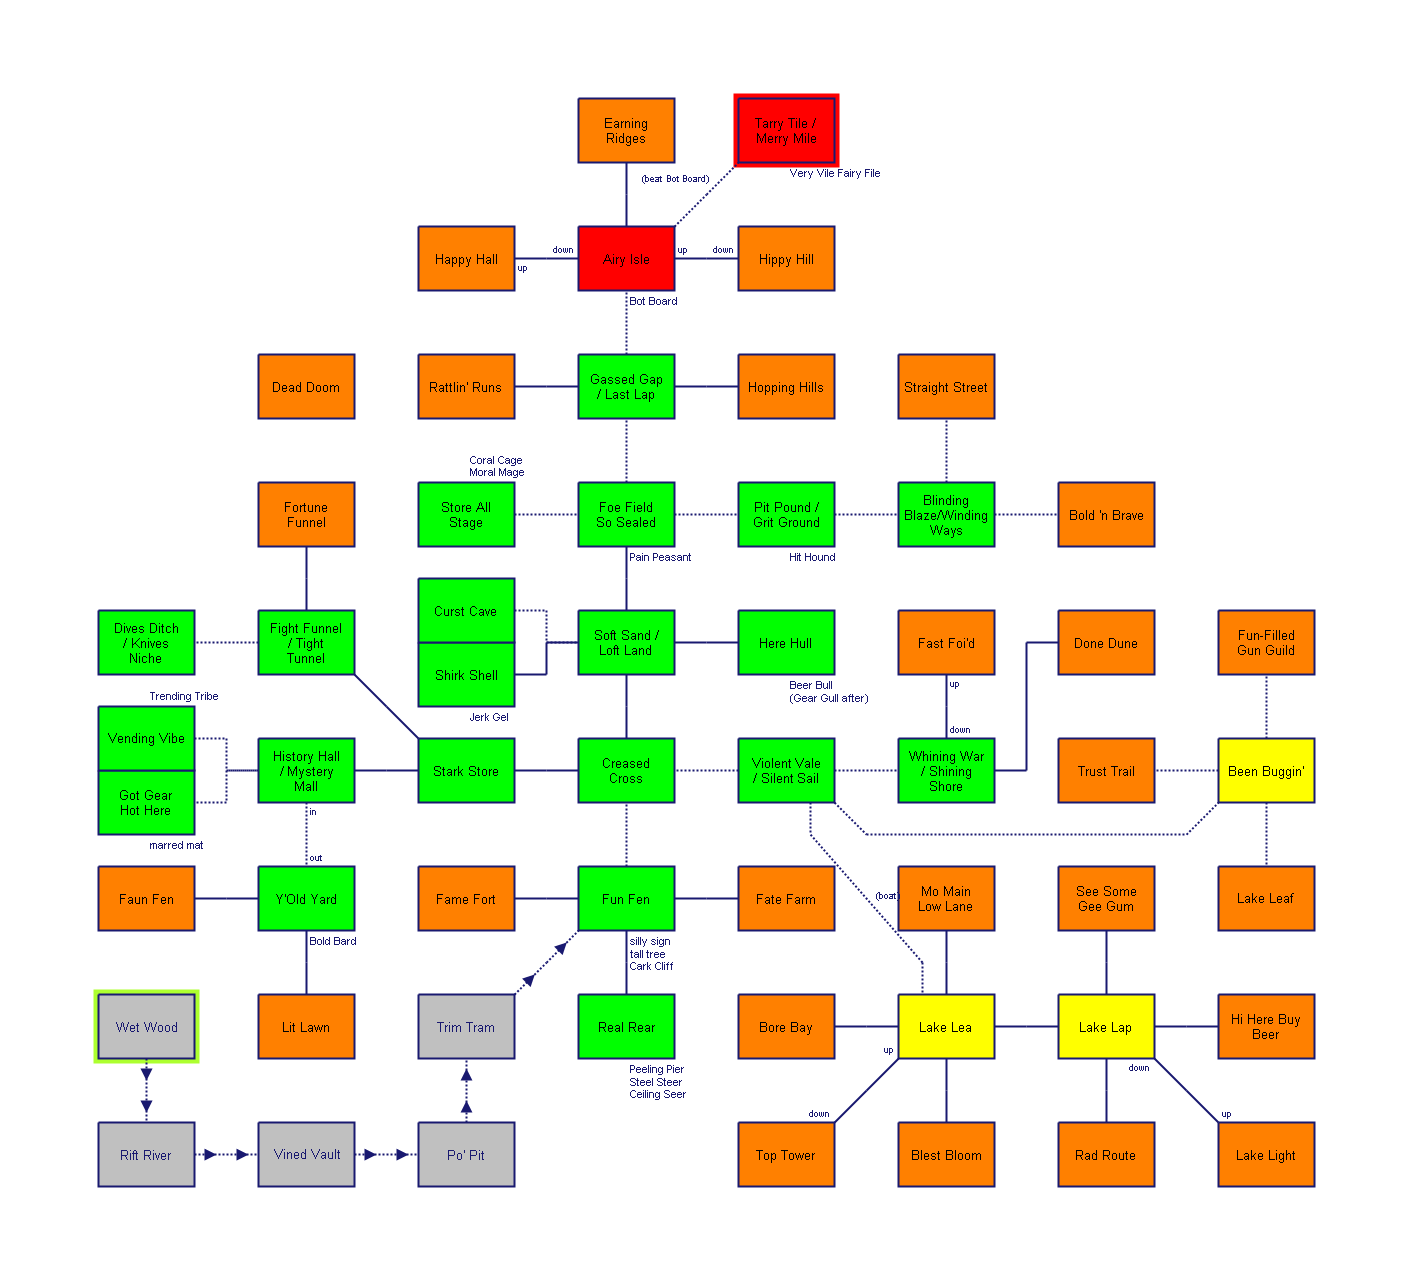 Earning
Ridges
Tarry Tile /
Merry Mile
(beat Bot Board)
Very Vile Fairy File
Happy Hall
down
up
Airy Isle
up
down
Hippy Hill
Bot Board
Dead Doom
Rattlin' Runs
Gassed Gap
/ Last Lap
Hopping Hills
Straight Street
Coral Cage
Moral Mage
Fortune
Funnel
Store All
Stage
Foe Field
So Sealed
Pit Pound /
Grit Ground
Blinding
Blaze/Winding
Ways
Bold 'n Brave
Pain Peasant
Hit Hound
Dives Ditch
/ Knives
Niche
Fight Funnel
/ Tight
Tunnel
Curst Cave
Shirk Shell
Soft Sand /
Loft Land
Here Hull
Fast Foi'd
Done Dune
Fun-Filled
Gun Guild
Trending Tribe
Jerk Gel
Beer Bull
(Gear Gull after)
up
down
Vending Vibe
Got Gear
Hot Here
History Hall
/ Mystery
Mall
Stark Store
Creased
Cross
Violent Vale
/ Silent Sail
Whining War
/ Shining
Shore
Trust Trail
Been Buggin'
marred mat
in
out
Faun Fen
Y'Old Yard
Fame Fort
Fun Fen
Fate Farm
(boat)
Mo Main
Low Lane
See Some
Gee Gum
Lake Leaf
Bold Bard
silly sign
tall tree
Cark Cliff
Wet Wood
Lit Lawn
Trim Tram
Real Rear
Bore Bay
Lake Lea
Lake Lap
Hi Here Buy
Beer
up
down
Peeling Pier
Steel Steer
Ceiling Seer
down
up
Rift River
Vined Vault
Po' Pit
Top Tower
Blest Bloom
Rad Route
Lake Light